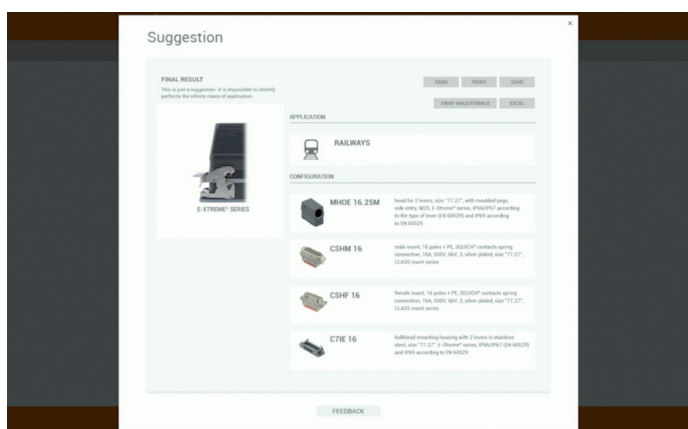 ×
Suggestion
FINAL RESULT
This is just a suggestion. It is impossible to identify
perfectly the infinite cases of application.
SEND PRINT SAVE
SWAP MALE/FEMALE EXCEL
E-XTREME® SERIES
APPLICATION
RAILWAYS
CONFIGURATION
MHOE 16.25M
hood for 2 levers, size "77.27", with moulded pegs,
side entry, M25, E-Xtreme® series, IP66/IP67 according
to the type of lever (EN 60529) and IP69 according
to EN 60529
CSHM 16
male insert, 16 poles + PE, SQUICH® contacts spring
connection, 16A, 500V, 6kV, 3, silver plated, size "77.27",
CLASS insert series
CSHF 16
female insert, 16 poles + PE, SQUICH® contacts spring
connection, 16A, 500V, 6kV, 3, silver plated, size "77.27",
CLASS insert series
C7IE 16
bulkhead mounting housing with 2 levers in stainless
steel, size "77.27", E-Xtreme® series, IP66/IP67 (EN 60529)
and IP69 according to EN 60529
FEEDBACK